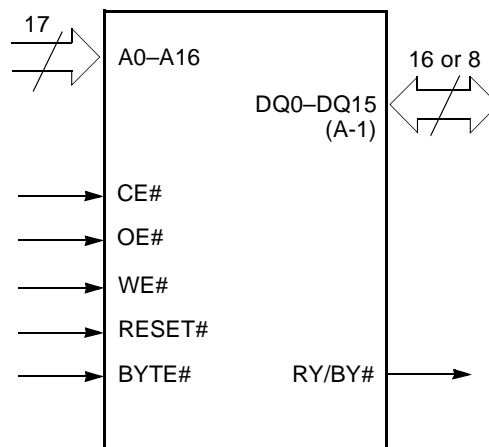 17
A0–A16
16 or 8
DQ0–DQ15
(A-1)
CE#
OE#
WE#
RESET#
BYTE#
RY/BY#